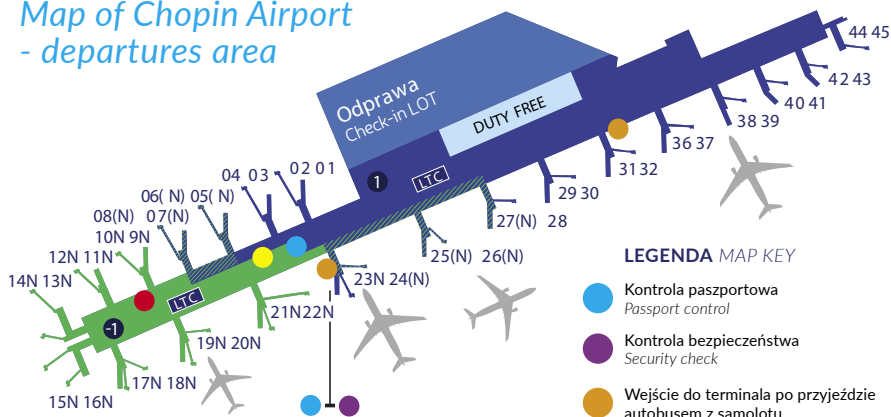 Map of Chopin Airport
- departures area
Odprawa
Check-in LOT
DUTY FREE
LTC
1
44 45
42 43
40 41
38 39
36 37
31 32
29 30
28
27(N)
26(N)
25(N)
02 01
04 03
06( N) 05( N)
08(N) 07(N)
10N 9N
12N 11N
14N 13N
LTC
-1
23N 24(N)
21N22N
19N 20N
17N 18N
15N 16N
LEGENDA MAP KEY
Kontrola paszportowa
Passport control
Kontrola bezpieczeństwa
Security check
Wejście do terminala po przyjeździe
autobusem z samolotu